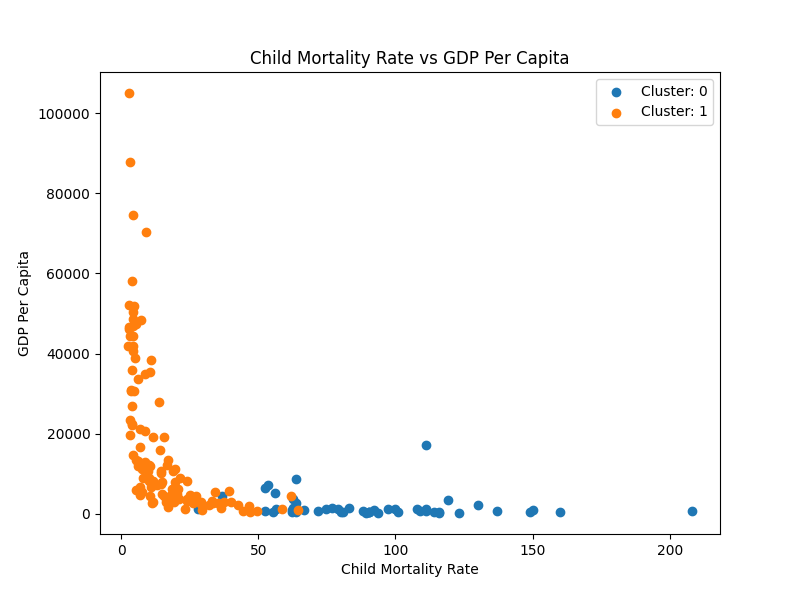 Child Mortality Rate vs GDP Per Capita
Cluster: 0
Cluster: 1
100000
80000
60000
40000
20000
0
GDP Per Capita
0 50 100 150 200
Child Mortality Rate